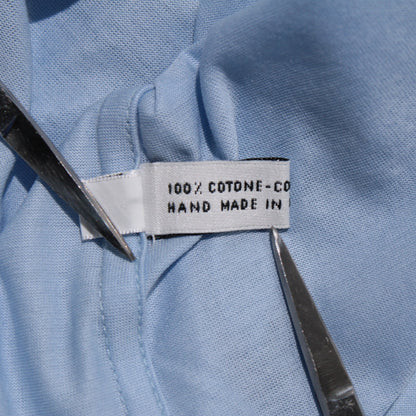 100% COTONE-CO
HAND MADE IN